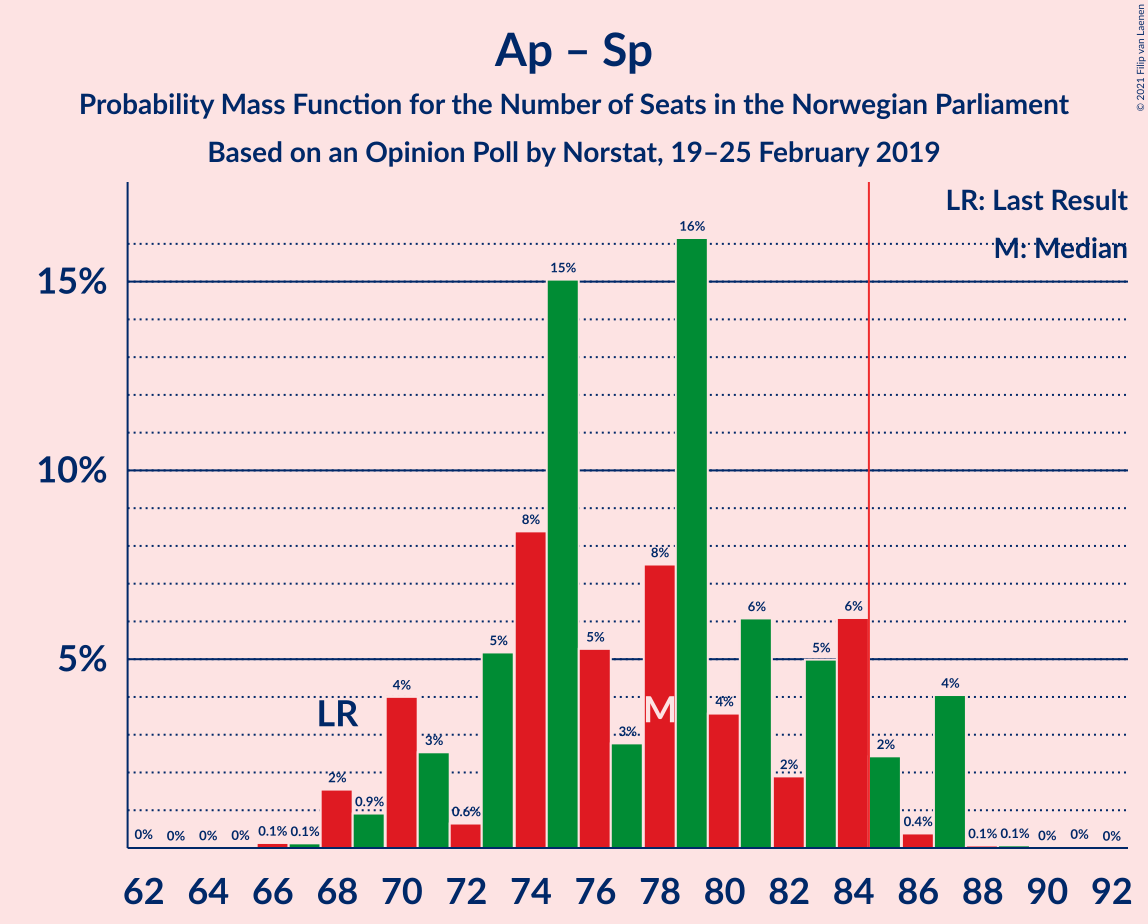 Ap – Sp
Probability Mass Function for the Number of Seats in the Norwegian Parliament
Based on an Opinion Poll by Norstat, 19–25 February 2019
© 2021 Filip van Laenen
LR: Last Result
M: Median
15%
10%
5%
0% 0% 0% 0% 0.1% 0.1% 2% 0.9% 4% 3% 0.6% 5% 8% 15% 5% 3% 8% 16% 4% 6% 2% 5% 6% 2% 0.4% 4% 0.1% 0.1% 0% 0% 0%
LR
M
62 64 66 68 70 72 74 76 78 80 82 84 86 88 90 92